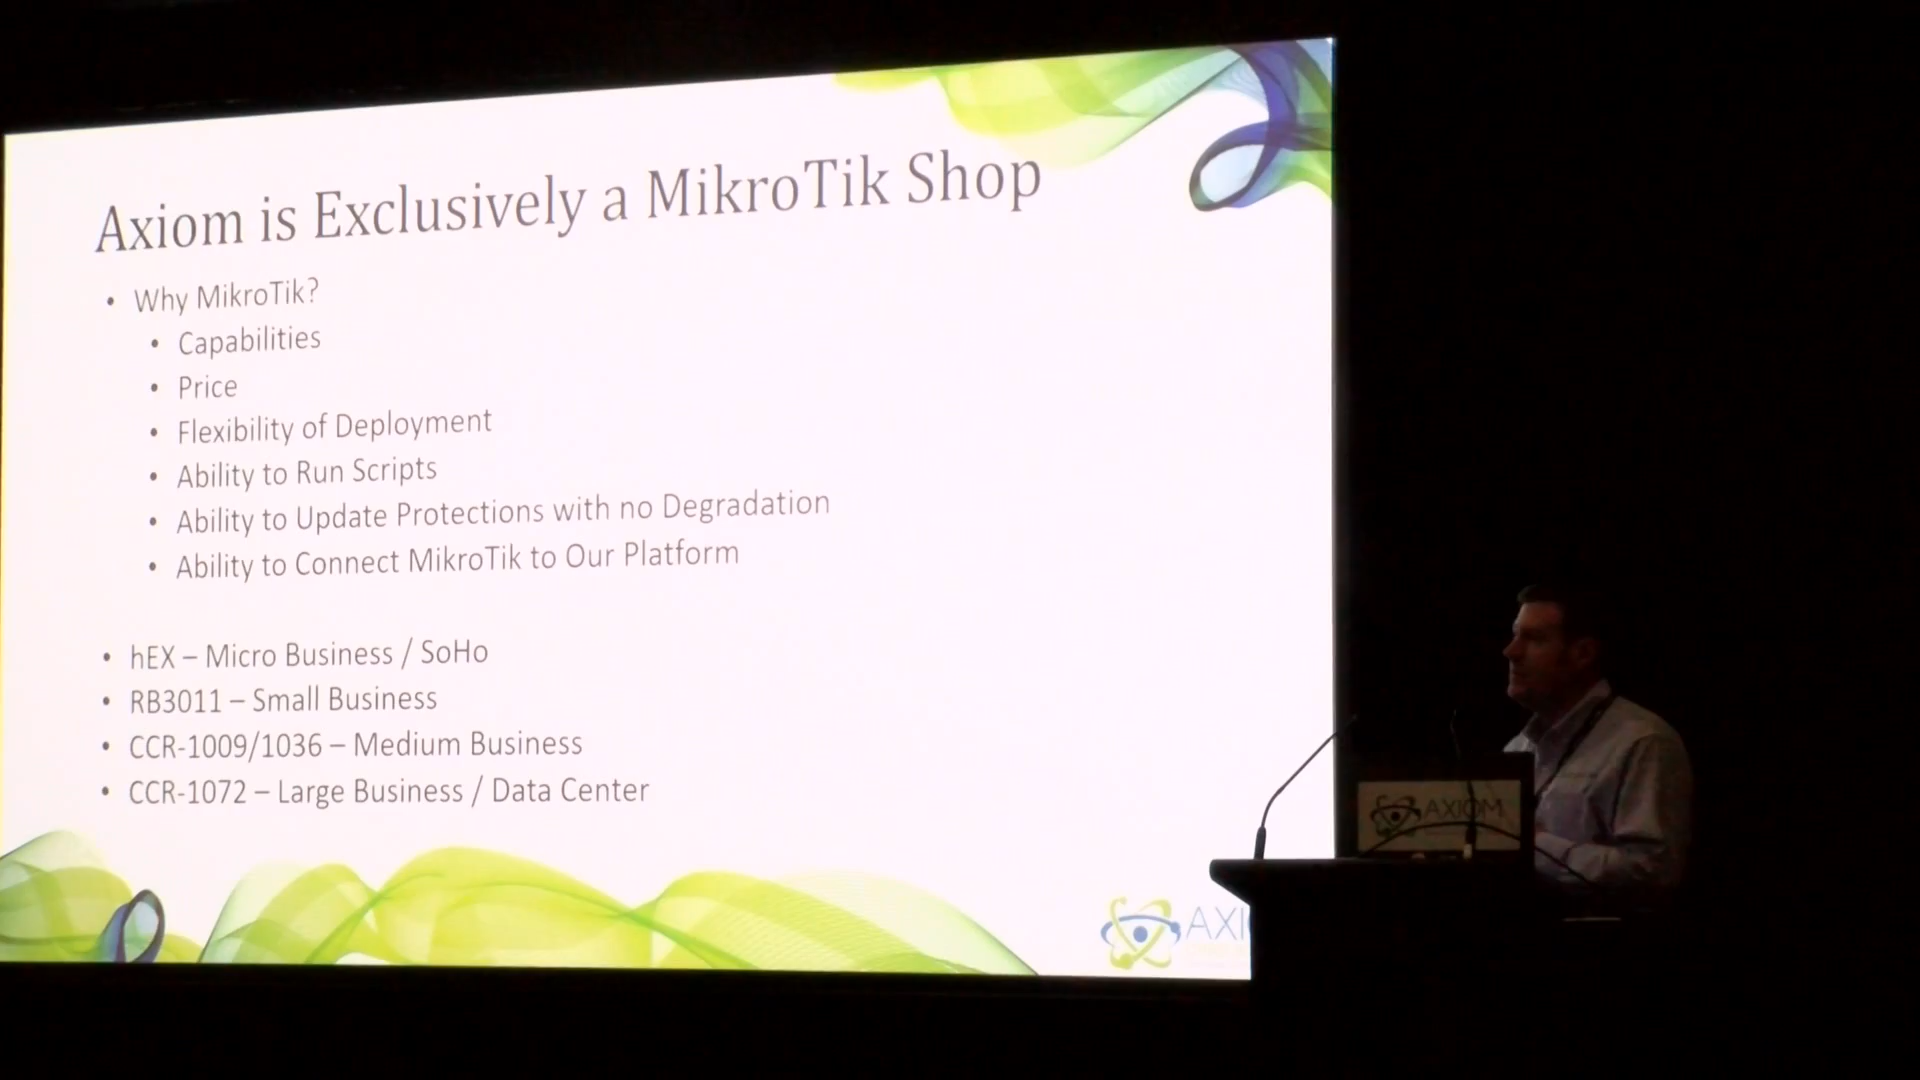 Axiom is Exclusively a MikroTik Shop
• Why MikroTik?
• Capabilities
• Price
• Flexibility of Deployment
• Ability to Run Scripts
• Ability to Update Protections with no Degradation
• Ability to Connect MikroTik to Our Platform
• hEX – Micro Business / SoHo
• RB3011 – Small Business
• CCR-1009/1036 – Medium Business
• CCR-1072 – Large Business / Data Center
AXI
AXIOM